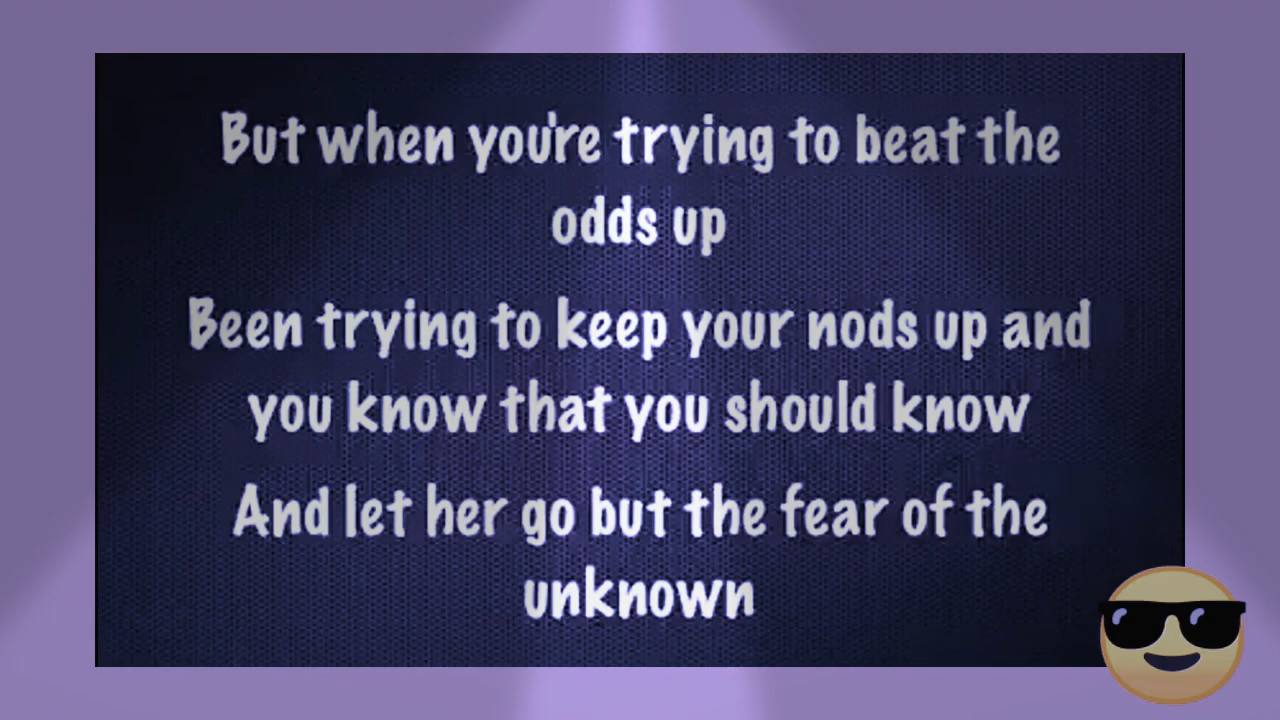 But when you're trying to beat the
odds up
Been trying to keep your nods up and
you know that you should know
And let her go but the fear of the
unknown